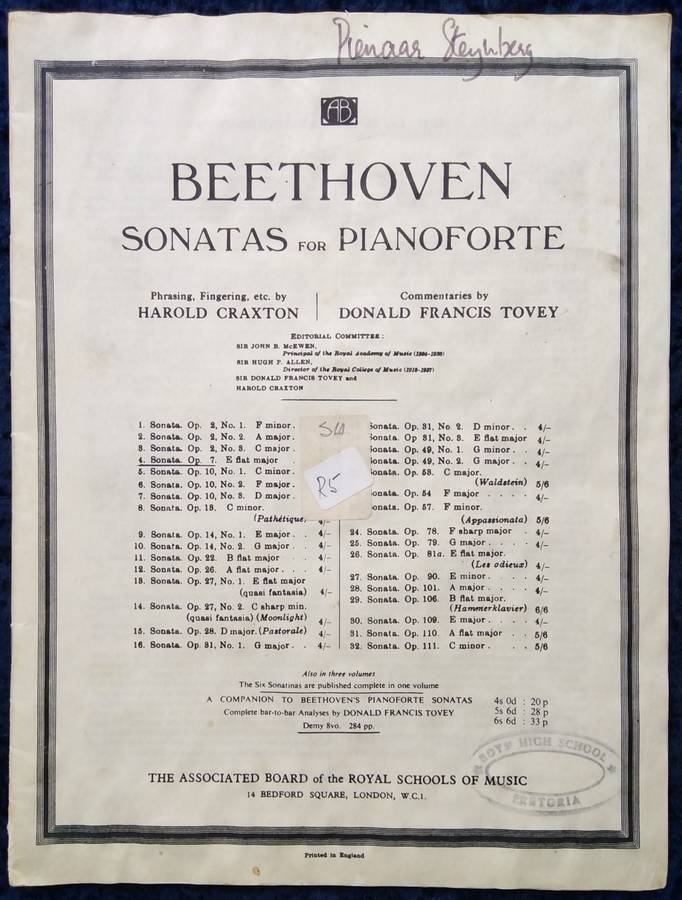 Pienaar Steynberg
AB
BEETHOVEN
SONATAS FOR PIANOFORTE
Phrasing, Fingering, etc. by
HAROLD CRAXTON
Commentaries by
DONALD FRANCIS TOVEY
EDITORIAL COMMITTEE:
SIR JOHN B. McEWEN,
Principal of the Royal Academy of Music (1924-1936)
SIR HUGH P. ALLEN,
Director of the Royal College of Music (1918-1937)
SIR DONALD FRANCIS TOVEY and
HAROLD CRAXTON
1. Sonata. Op. 2, No. 1. F minor.
2. Sonata. Op. 2, No. 2. A major.
3. Sonata. Op. 2, No. 3. C major.
4. Sonata. Op. 7. E flat major
5. Sonata. Op. 10, No. 1. C minor.
6. Sonata. Op. 10, No. 2. F major.
7. Sonata. Op. 10, No. 3. D major.
8. Sonata. Op. 13. C minor.
(Pathétique) 4/-
9. Sonata. Op. 14, No. 1. E major. . 4/-
10. Sonata. Op. 14, No. 2. G major. . 4/-
11. Sonata. Op. 22. B flat major . 4/-
12. Sonata. Op. 26. A flat major. . . 4/-
13. Sonata. Op. 27, No. 1. E flat major
(quasi fantasia) 4/-
14. Sonata. Op. 27, No. 2. C sharp min.
(quasi fantasia) (Moonlight) 4/-
15. Sonata. Op. 28. D major. (Pastorale) 4/-
16. Sonata. Op. 31, No. 1. G major. . 4/-
R5
Sonata. Op. 31, No. 2. D minor. . 4/-
Sonata. Op 31, No. 3. E flat major 4/-
Sonata. Op. 49, No. 1. G minor. . 4/-
Sonata. Op. 49, No. 2. G major. . 4/-
Sonata. Op. 53. C major.
(Waldstein) 5/6
Sonata. Op. 54 F major . . . . 4/-
Sonata. Op. 57. F minor.
(Appassionata) 5/6
24. Sonata. Op. 78. F sharp major . 4/-
25. Sonata. Op. 79. G major. . . . 4/-
26. Sonata. Op. 81a. E flat major.
(Les adieux) 4/-
27. Sonata. Op. 90. E minor. . . . 4/-
28. Sonata. Op. 101. A major. . . . 4/-
29. Sonata. Op. 106. B flat major.
(Hammerklavier) 6/6
30. Sonata. Op. 109. E major. . . . 4/-
31. Sonata. Op. 110. A flat major . . 5/6
32. Sonata. Op. 111. C minor. . . 5/6
Also in three volumes
The Six Sonatinas are published complete in one volume
A COMPANION TO BEETHOVEN'S PIANOFORTE SONATAS
Complete bar-to-bar Analyses by DONALD FRANCIS TOVEY
Demy 8vo. 284 pp.
4s 0d : 20 p
5s 6d : 28 p
6s 6d : 33 p
BOYS' HIGH SCHOOL
PRETORIA
THE ASSOCIATED BOARD of the ROYAL SCHOOLS OF MUSIC
14 BEDFORD SQUARE, LONDON, W.C.1.
Printed in England